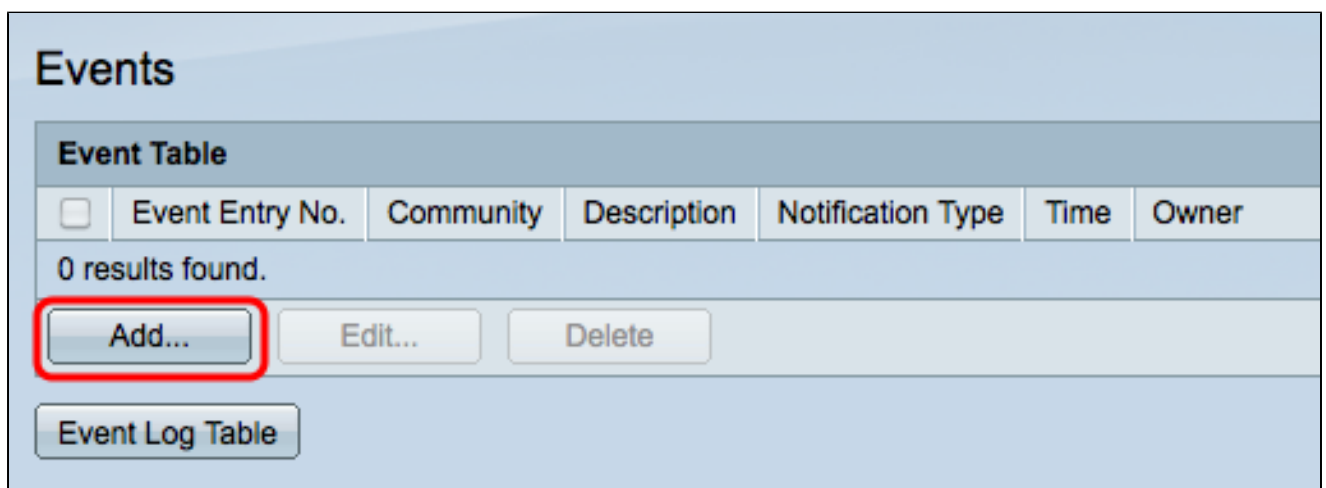 Events
Event Table
Event Entry No. Community Description Notification Type Time Owner
0 results found.
Add... Edit... Delete
Event Log Table